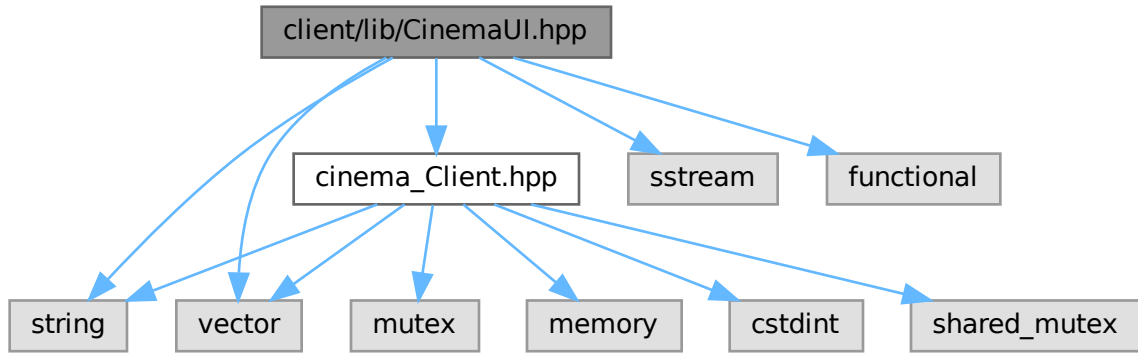 client/lib/CinemaUI.hpp
cinema_Client.hpp
sstream
functional
string
vector
mutex
memory
cstdint
shared_mutex